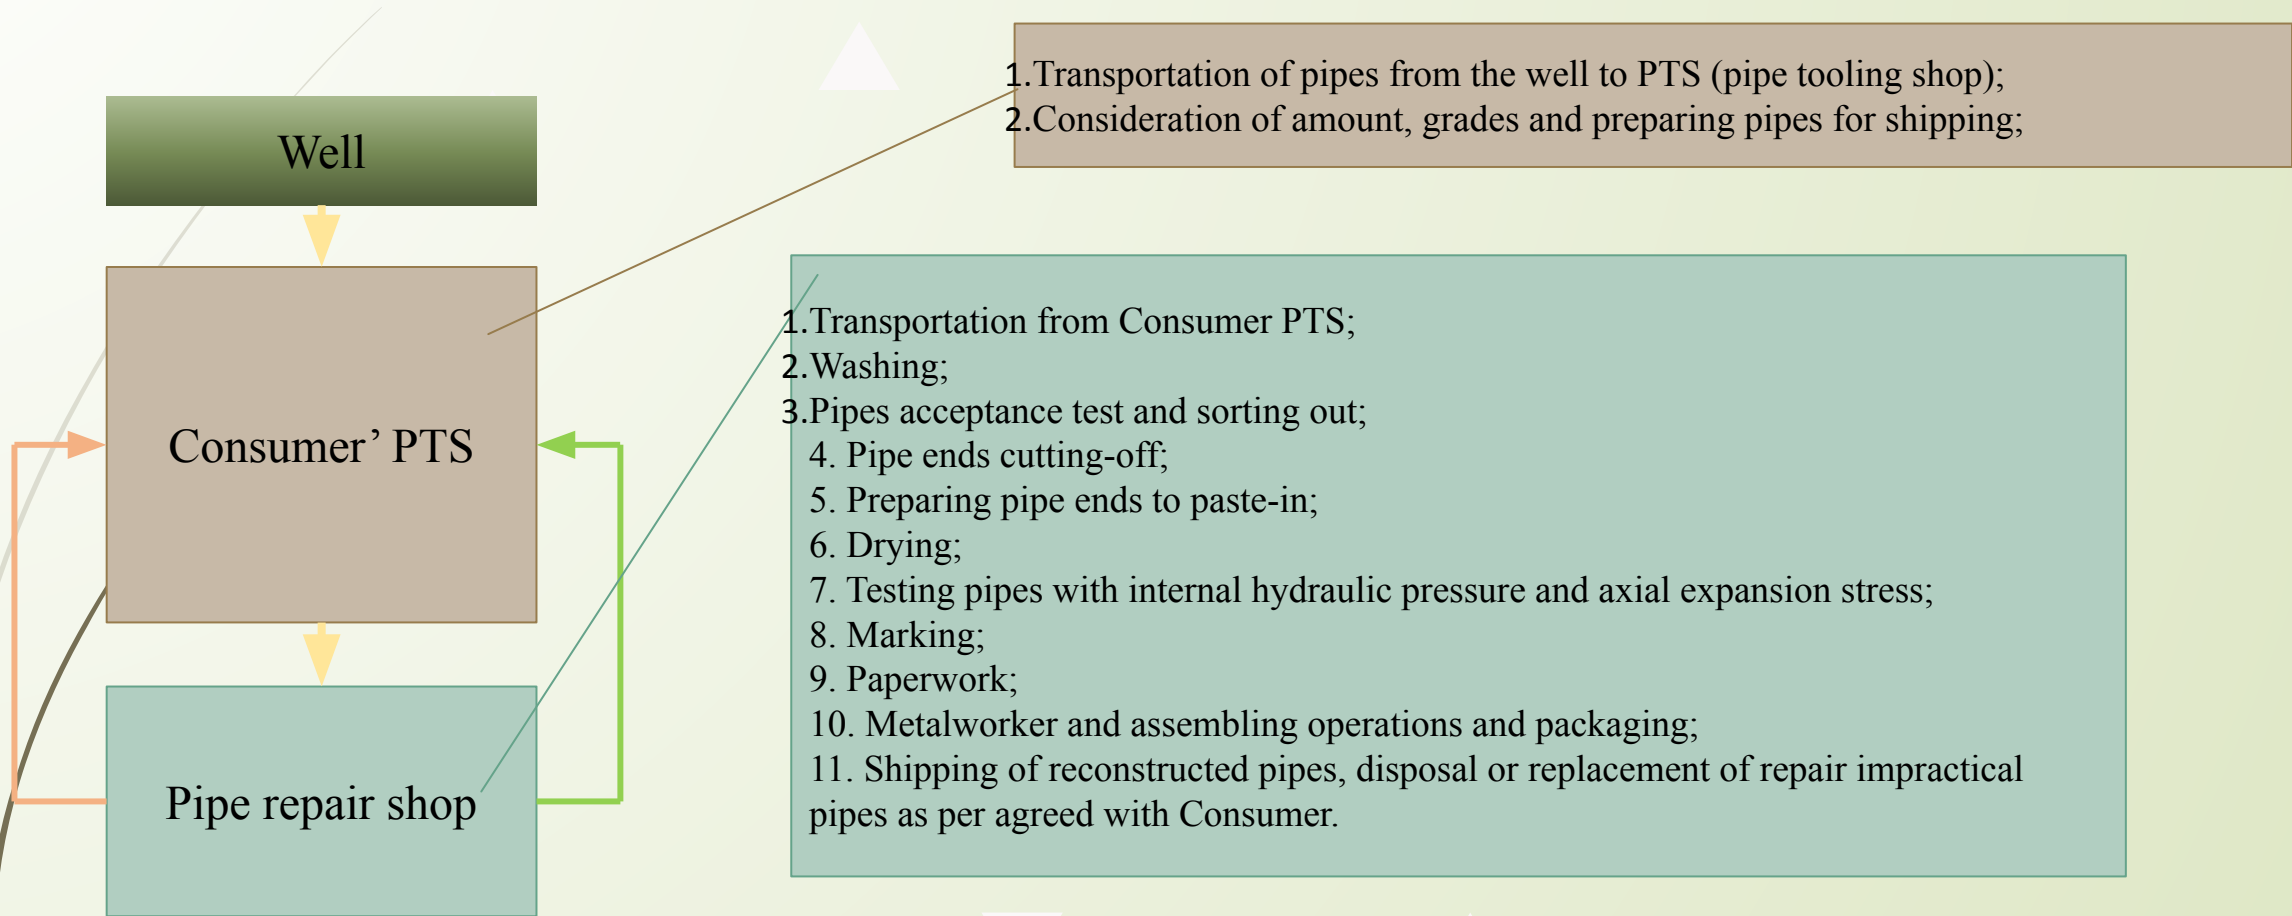 Well
Consumer’ PTS
Pipe repair shop
1.Transportation of pipes from the well to PTS (pipe tooling shop);
2.Consideration of amount, grades and preparing pipes for shipping;
1.Transportation from Consumer PTS;
2.Washing;
3.Pipes acceptance test and sorting out;
4. Pipe ends cutting-off;
5. Preparing pipe ends to paste-in;
6. Drying;
7. Testing pipes with internal hydraulic pressure and axial expansion stress;
8. Marking;
9. Paperwork;
10. Metalworker and assembling operations and packaging;
11. Shipping of reconstructed pipes, disposal or replacement of repair impractical
pipes as per agreed with Consumer.